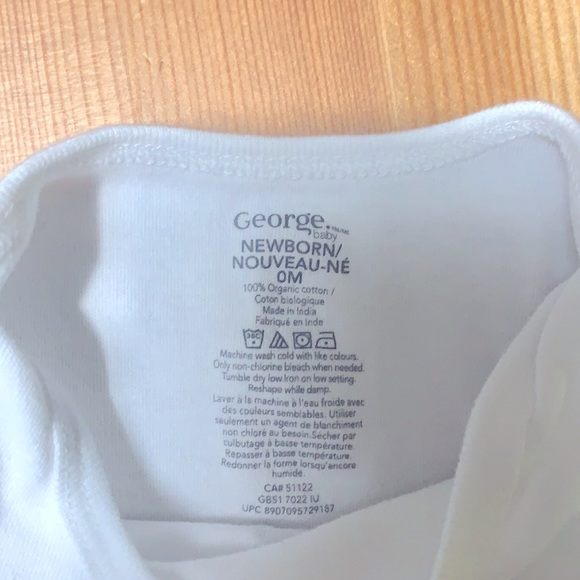 George.
baby
NEWBORN/
NOUVEAU-NÉ
0M
100% Organic cotton /
Coton biologique
Made in India
Fabriqué en Inde
30C
Machine wash cold with like colours.
Only non-chlorine bleach when needed.
Tumble dry low Iron on low setting.
Reshape while damp.
Laver à la machine à l'eau froide avec
des couleurs semblables. Utiliser
seulement un agent de blanchiment
non chloré au besoin.Sécher par
culbutage à basse température.
Repasser à basse température.
Redonner la forme lorsqu'encore
humide.
CA# 51122
GBS1 7022 IU
UPC 8907095729187